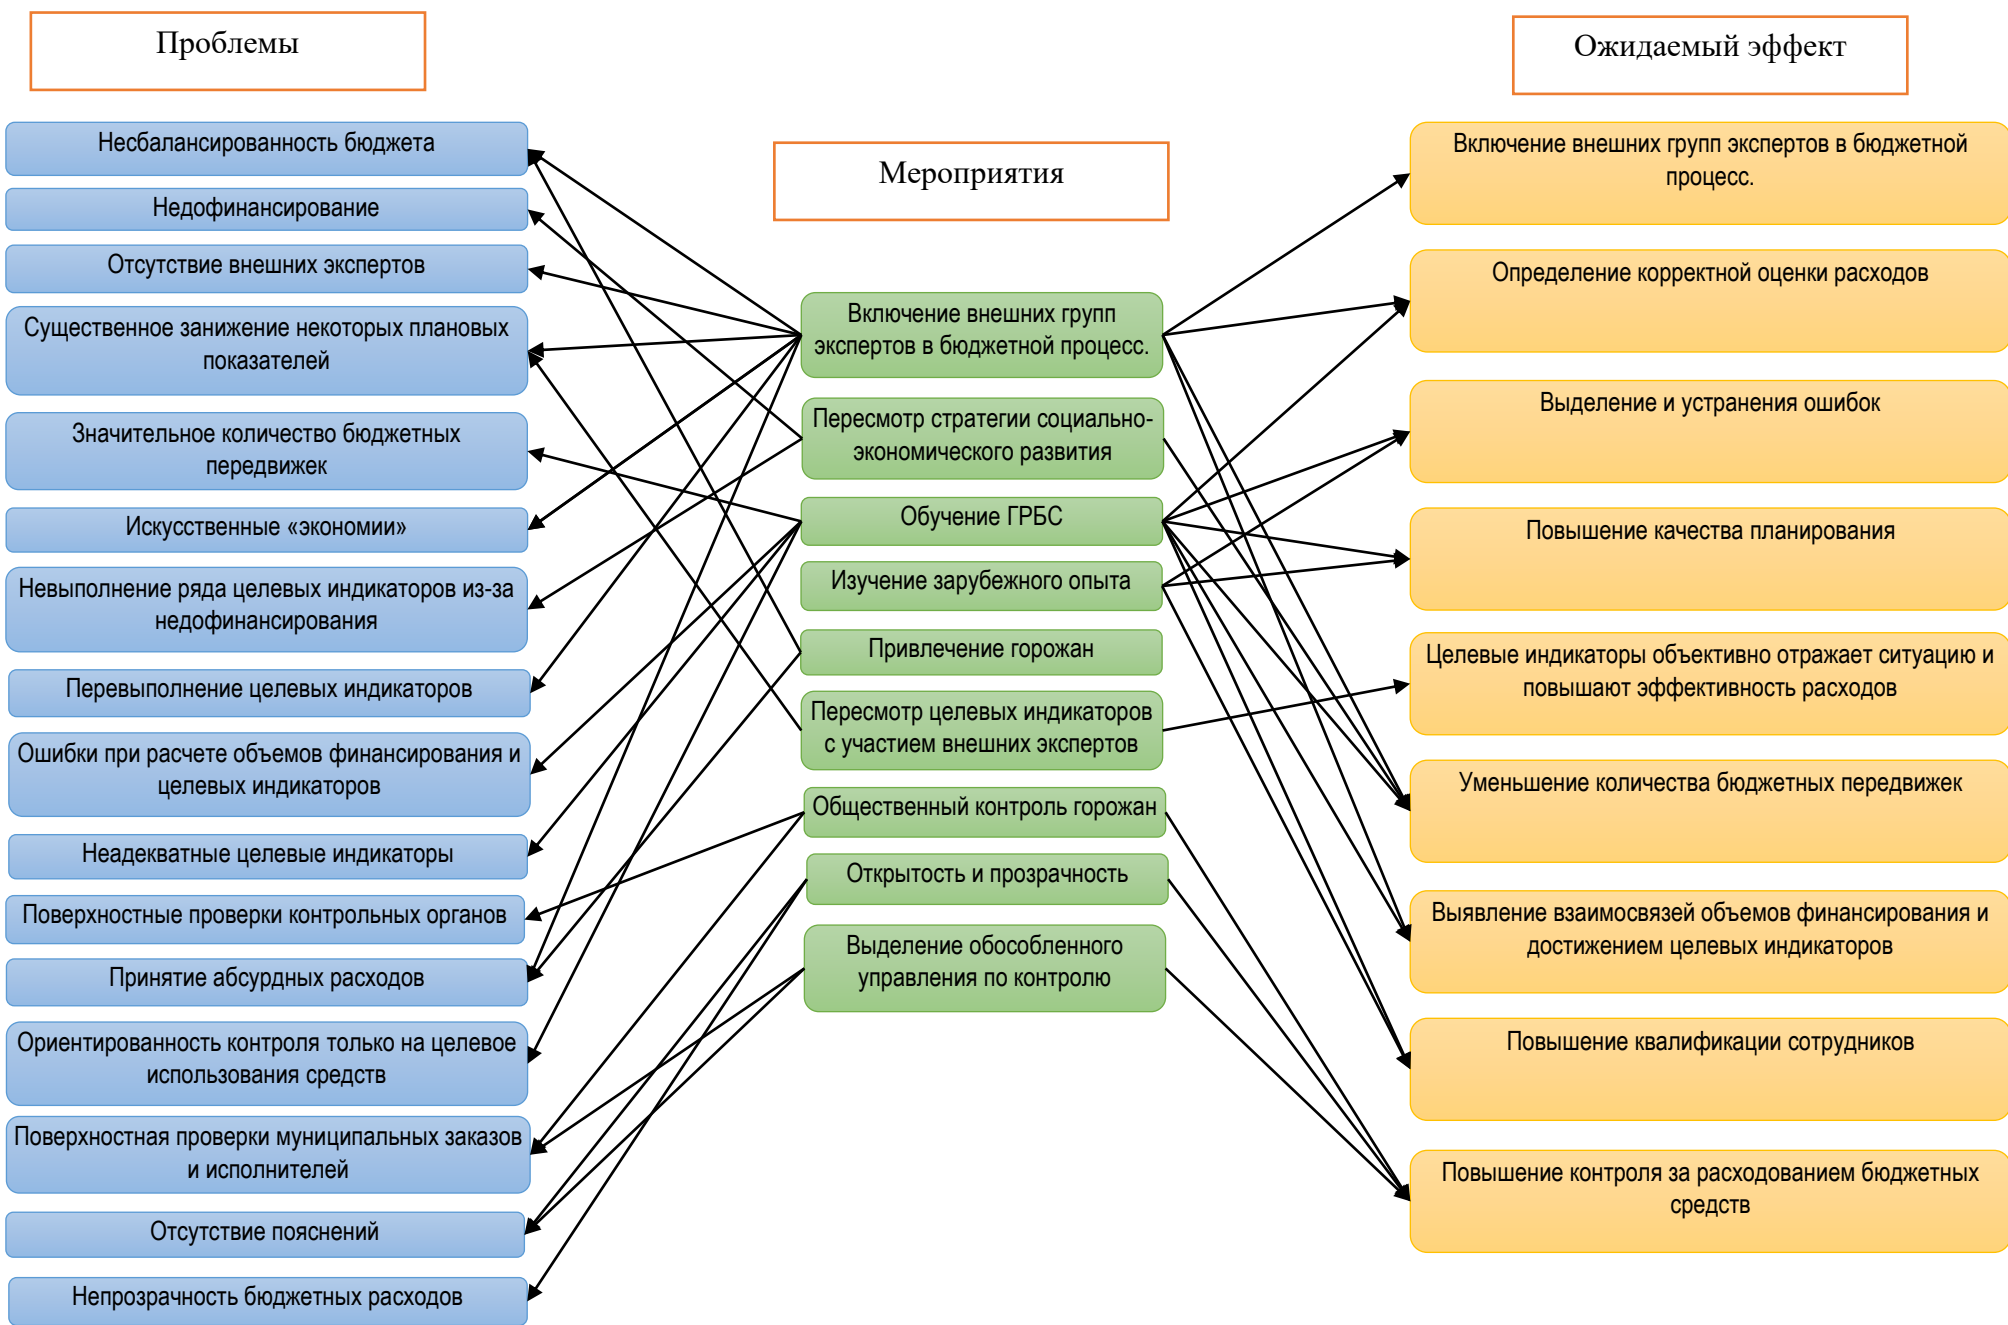 Проблемы
Несбалансированность бюджета
Недофинансирование
Отсутствие внешних экспертов
Существенное занижение некоторых плановых
показателей
Значительное количество бюджетных
передвижек
Искусственные «экономии»
Невыполнение ряда целевых индикаторов из-за
недофинансирования
Перевыполнение целевых индикаторов
Ошибки при расчете объемов финансирования и
целевых индикаторов
Неадекватные целевые индикаторы
Поверхностные проверки контрольных органов
Принятие абсурдных расходов
Ориентированность контроля только на целевое
использования средств
Поверхностная проверки муниципальных заказов
и исполнителей
Отсутствие пояснений
Непрозрачность бюджетных расходов
Мероприятия
Включение внешних групп
экспертов в бюджетной процесс.
Пересмотр стратегии социально-
экономического развития
Обучение ГРБС
Изучение зарубежного опыта
Привлечение горожан
Пересмотр целевых индикаторов
с участием внешних экспертов
Общественный контроль горожан
Открытость и прозрачность
Выделение обособленного
управления по контролю
Ожидаемый эффект
Включение внешних групп экспертов в бюджетной
процесс.
Определение корректной оценки расходов
Выделение и устранения ошибок
Повышение качества планирования
Целевые индикаторы объективно отражает ситуацию и
повышают эффективность расходов
Уменьшение количества бюджетных передвижек
Выявление взаимосвязей объемов финансирования и
достижением целевых индикаторов
Повышение квалификации сотрудников
Повышение контроля за расходованием бюджетных
средств